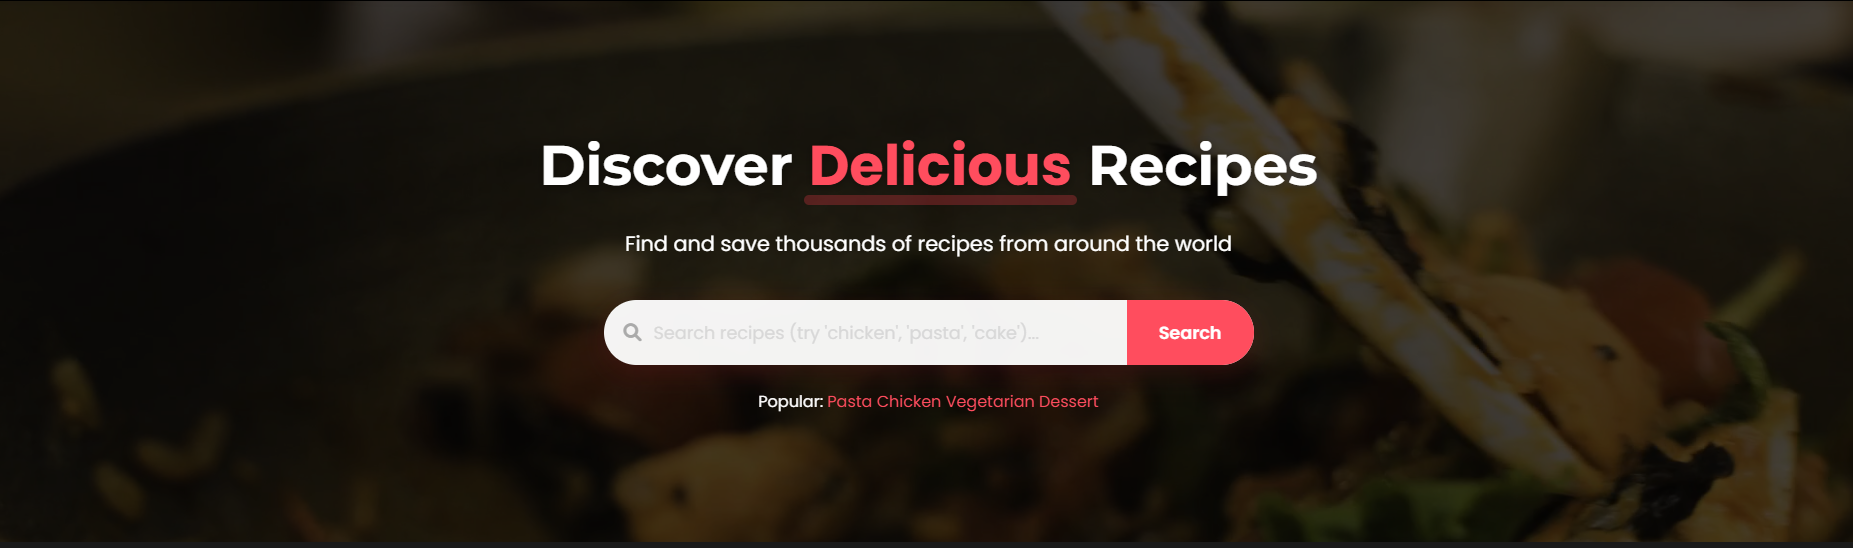 Discover Delicious Recipes
Find and save thousands of recipes from around the world
Search recipes (try 'chicken', 'pasta', 'cake')... Search
Popular: Pasta Chicken Vegetarian Dessert